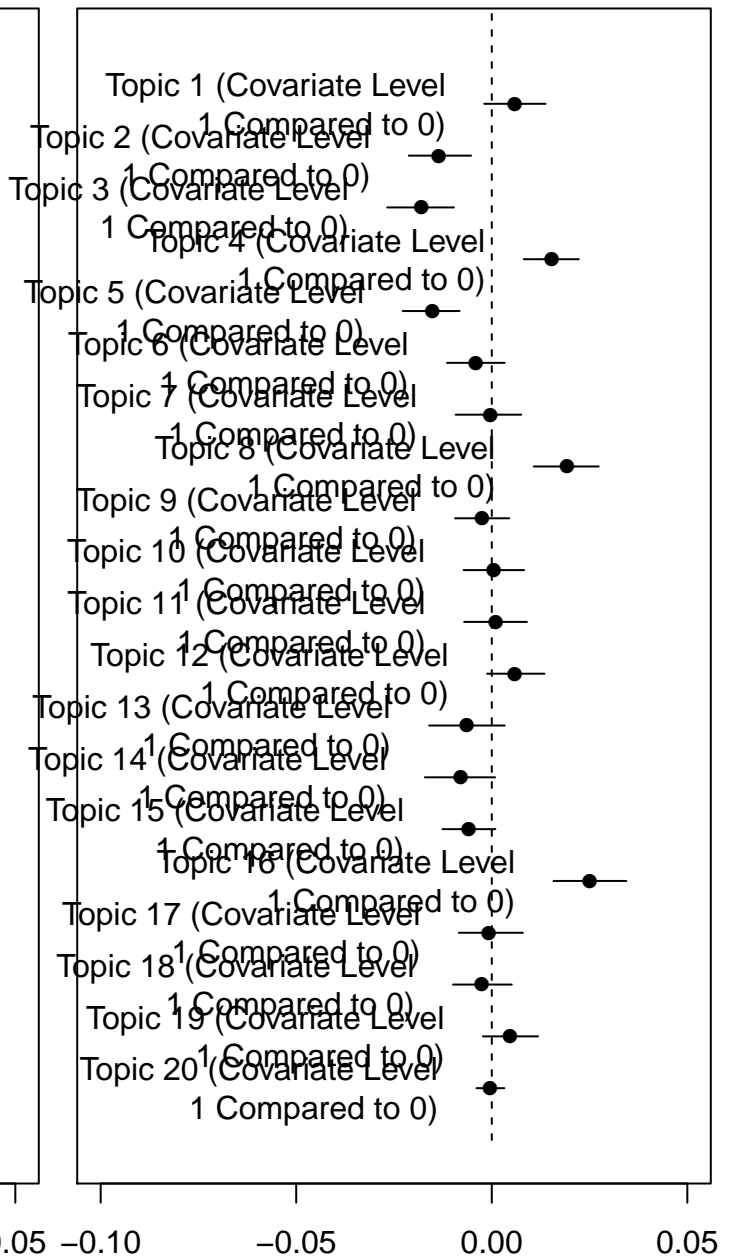 Topic 1 (Covariate Level
1 Compared to 0)
Topic 2 (Covariate Level
1 Compared to 0)
Topic 3 (Covariate Level
1 Compared to 0)
Topic 4 (Covariate Level
1 Compared to 0)
Topic 5 (Covariate Level
1 Compared to 0)
Topic 6 (Covariate Level
1 Compared to 0)
Topic 7 (Covariate Level
1 Compared to 0)
Topic 8 (Covariate Level
1 Compared to 0)
Topic 9 (Covariate Level
1 Compared to 0)
Topic 10 (Covariate Level
1 Compared to 0)
Topic 11 (Covariate Level
1 Compared to 0)
Topic 12 (Covariate Level
1 Compared to 0)
Topic 13 (Covariate Level
1 Compared to 0)
Topic 14 (Covariate Level
1 Compared to 0)
Topic 15 (Covariate Level
1 Compared to 0)
Topic 16 (Covariate Level
1 Compared to 0)
Topic 17 (Covariate Level
1 Compared to 0)
Topic 18 (Covariate Level
1 Compared to 0)
Topic 19 (Covariate Level
1 Compared to 0)
Topic 20 (Covariate Level
1 Compared to 0)
−0.10 −0.05 0.00 0.05